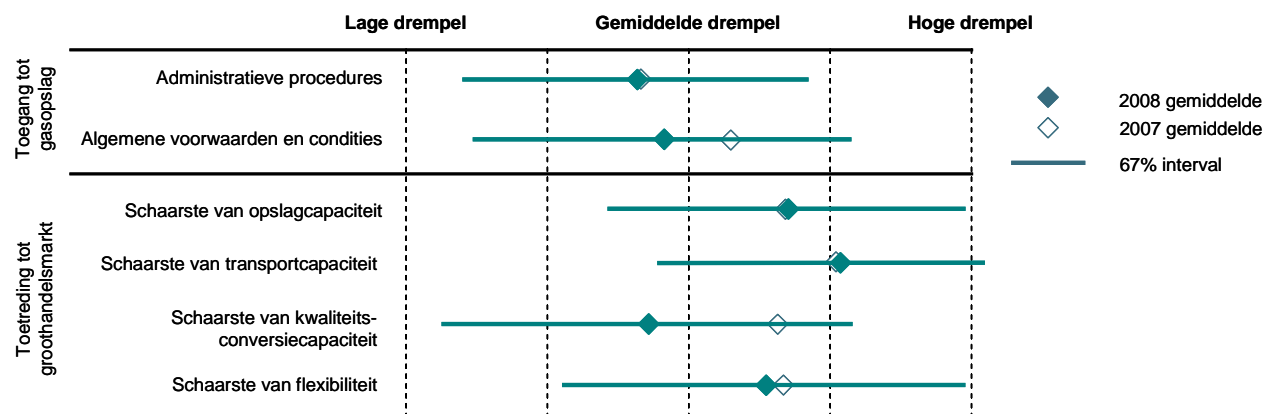 Lage drempel
Gemiddelde drempel
Hoge drempel
Toegang tot
gasopslag
Administratieve procedures
Algemene voorwaarden en condities
Toetreding tot
groothandelsmarkt
Schaarste van opslagcapaciteit
Schaarste van transportcapaciteit
Schaarste van kwaliteits-
conversiecapaciteit
Schaarste van flexibiliteit
2008 gemiddelde
2007 gemiddelde
67% interval